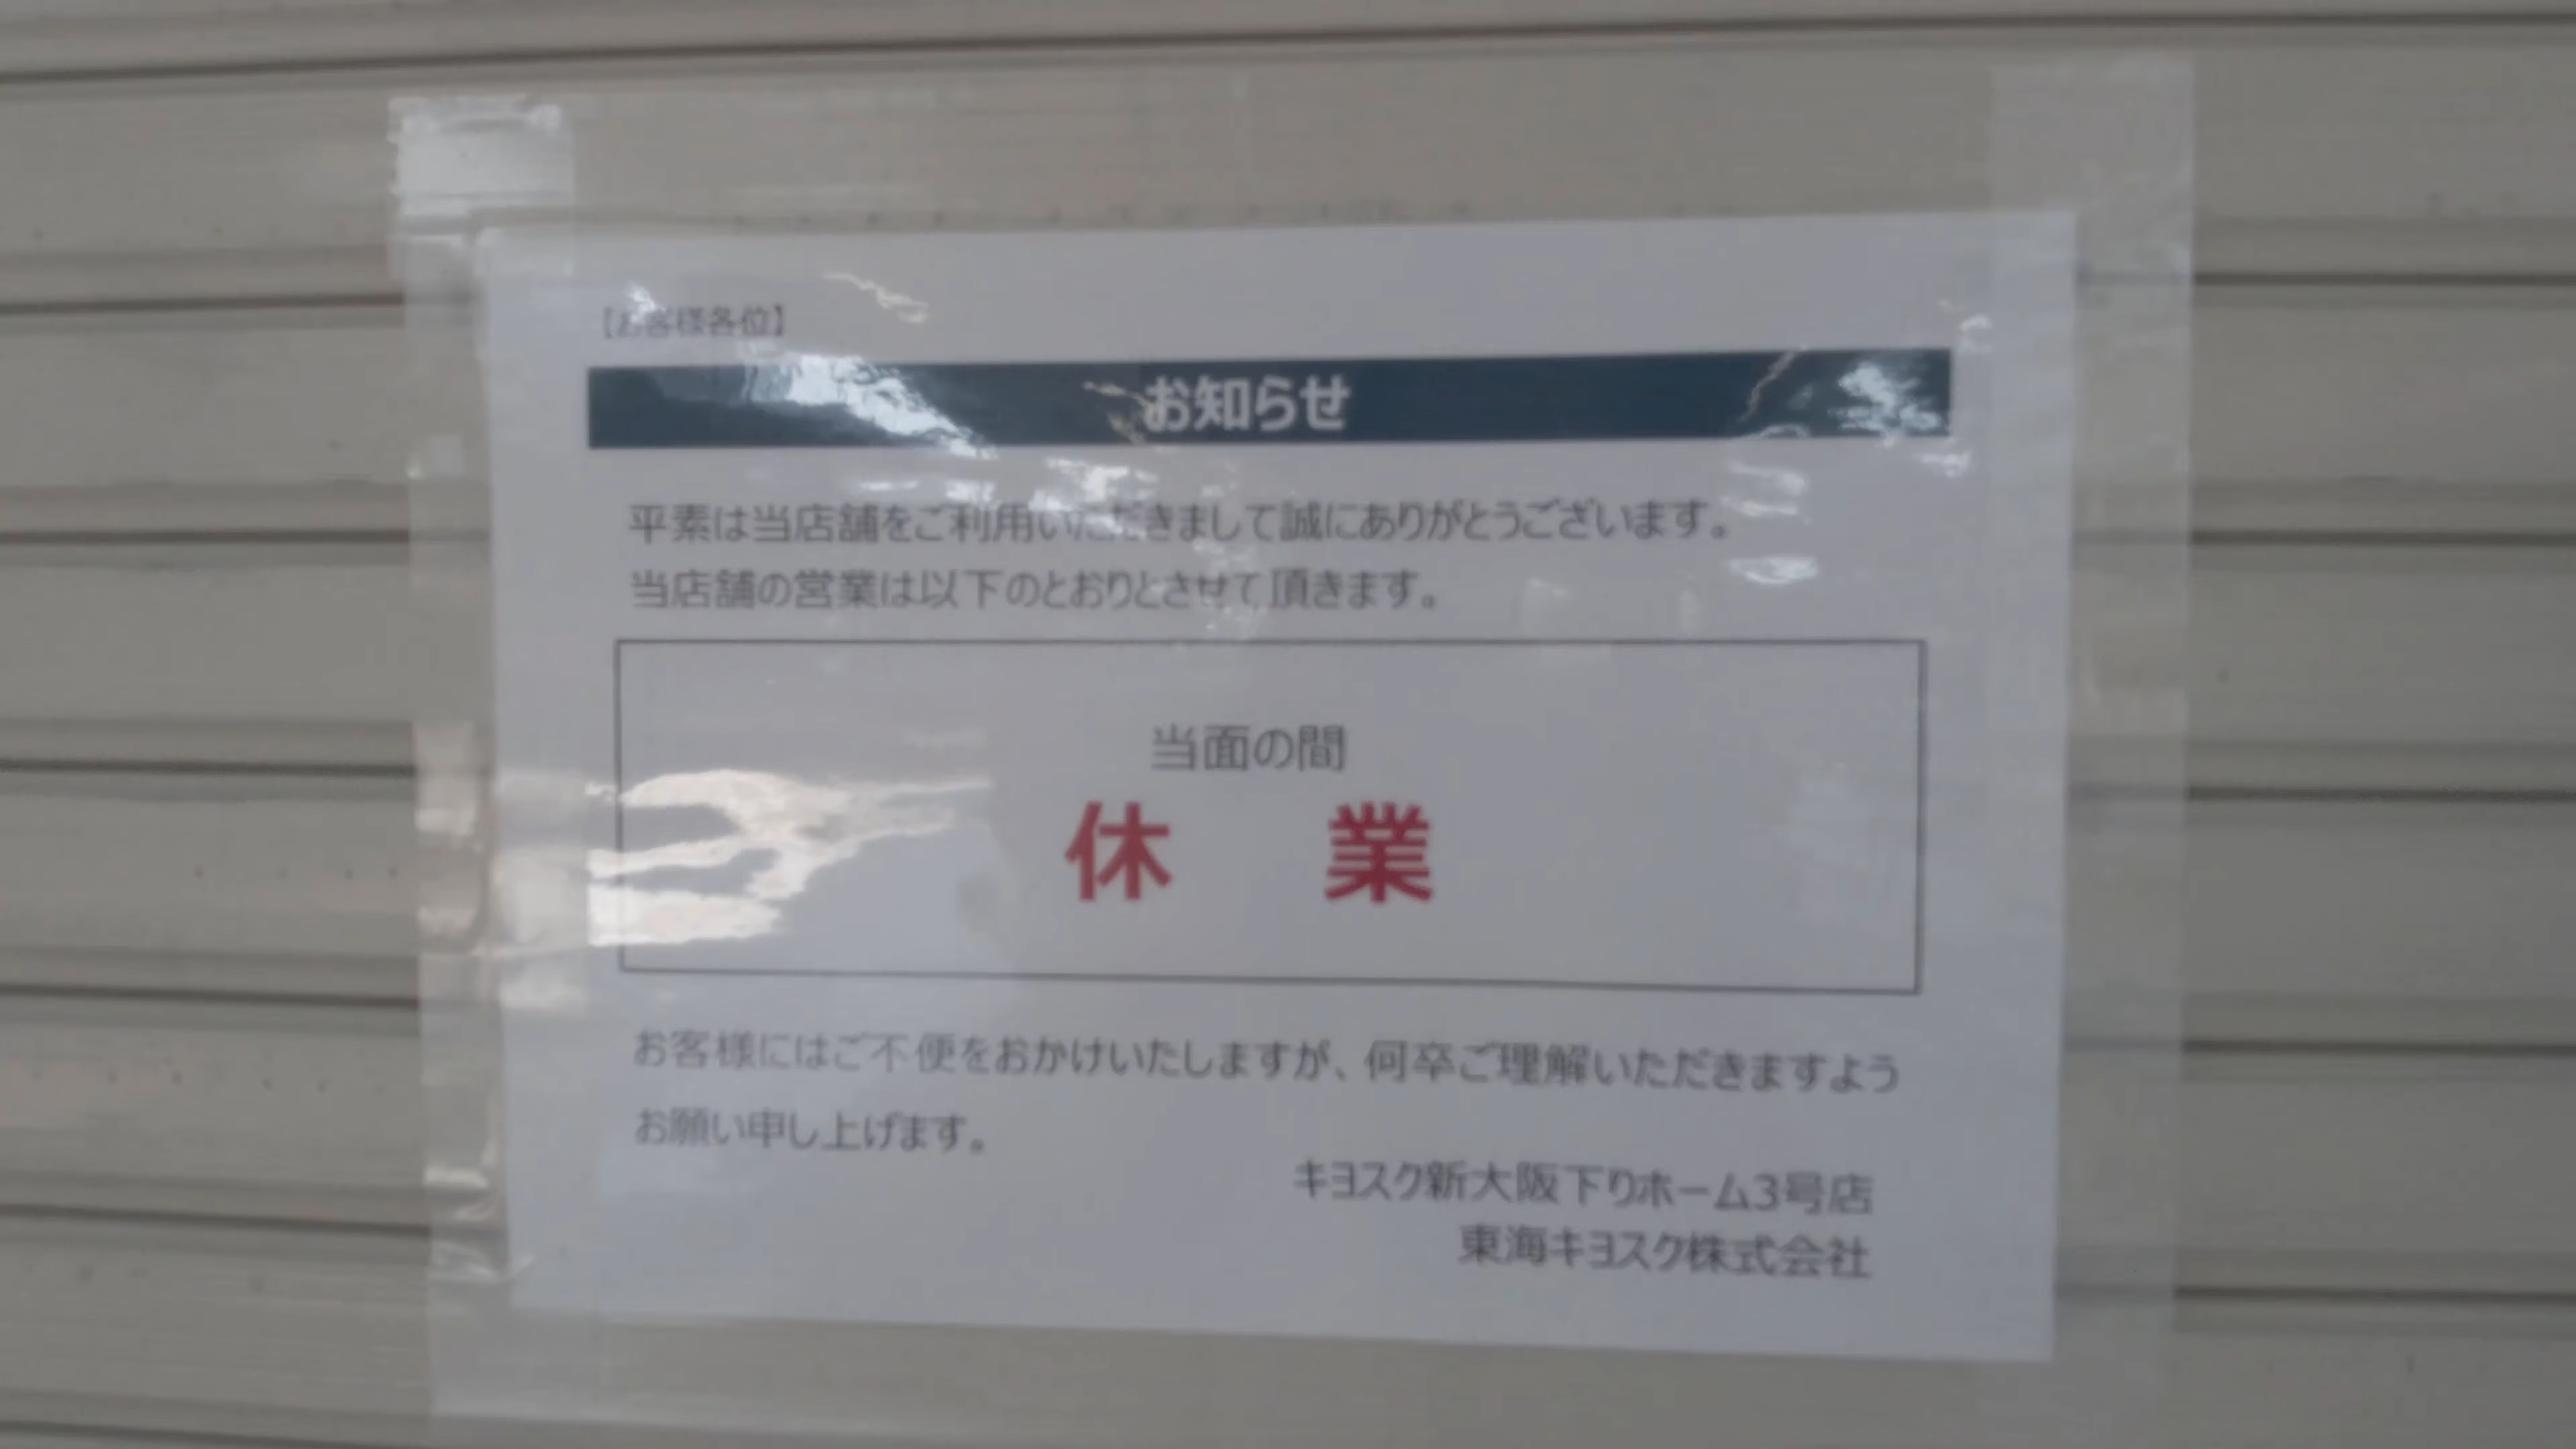 【お客様各位】
お知らせ
平素は当店舗をご利用いただきまして誠にありがとうございます。
当店舗の営業は以下のとおりとさせて頂きます。
当面の間
休 業
お客様にはご不便をおかけいたしますが、何卒ご理解いただきますよう
お願い申し上げます。
キヨスク新大阪下りホーム3号店
東海キヨスク株式会社